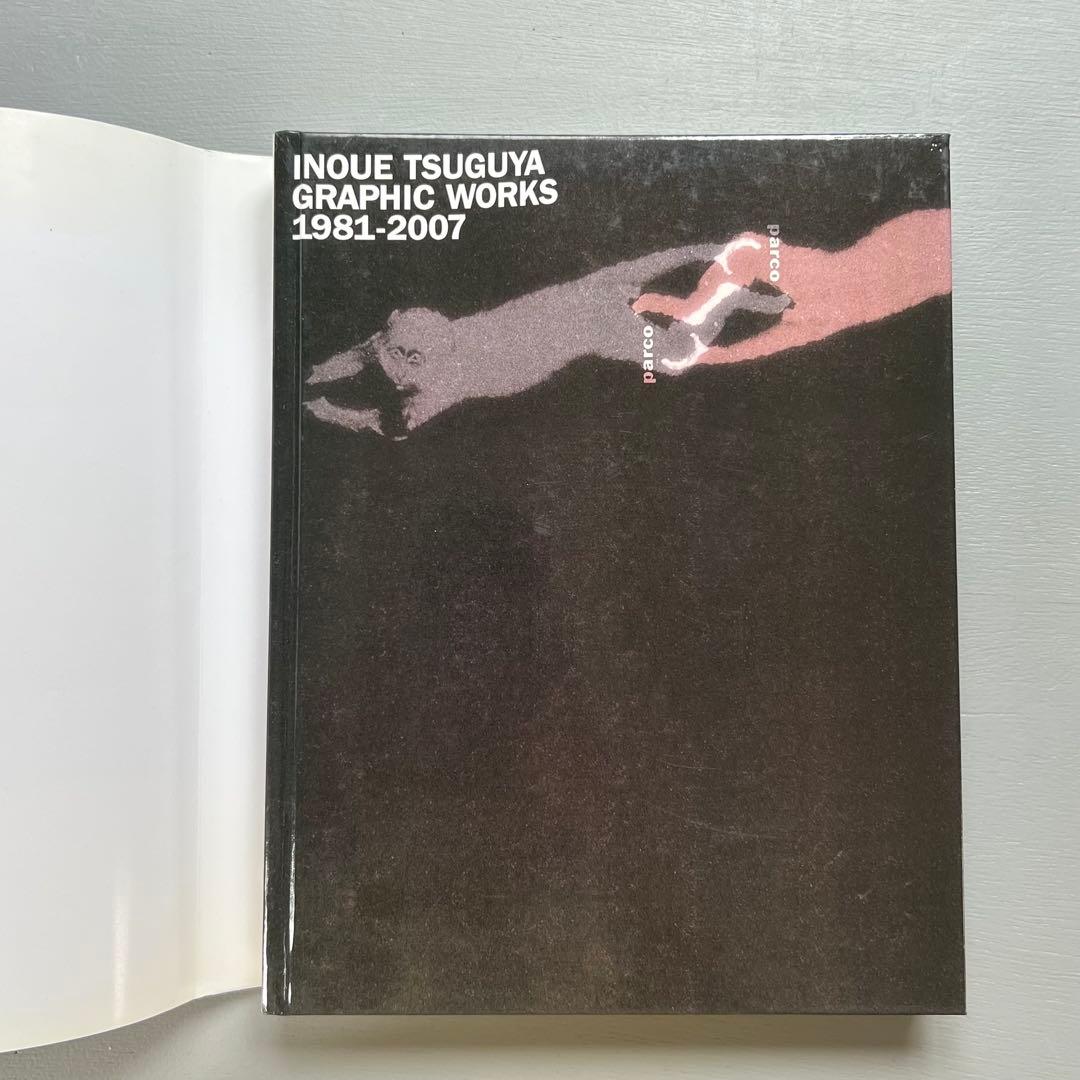 INOUE TSUGUYA
GRAPHIC WORKS
1981-2007
parco
parco